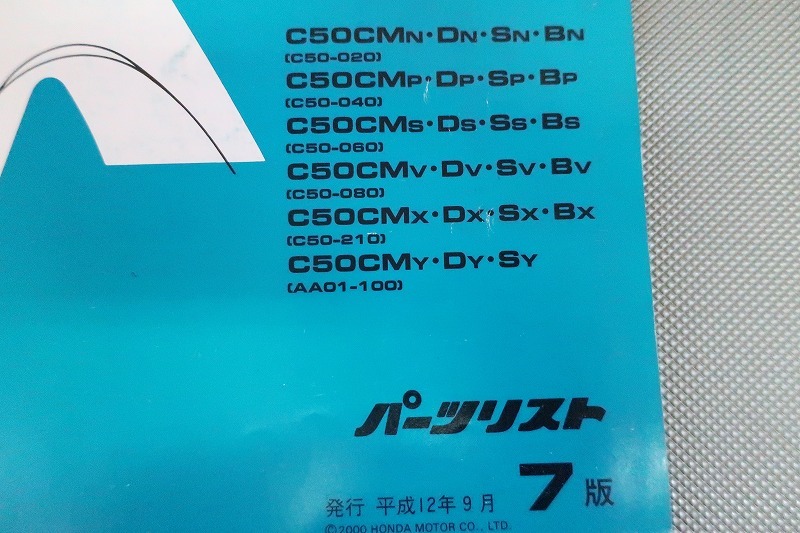 C50CMN・DN・SN・BN
(C50-020)
C50CMP・DP・SP・BP
(C50-040)
C50CMS・DS・SS・BS
(C50-060)
C50CMV・DV・SV・BV
(C50-080)
C50CMX・DX・SX・BX
(C50-210)
C50CMY・DY・SY
(AA01-100)
パーツリスト
発行 平成12年9月 7版
©2000 HONDA MOTOR CO., LTD.